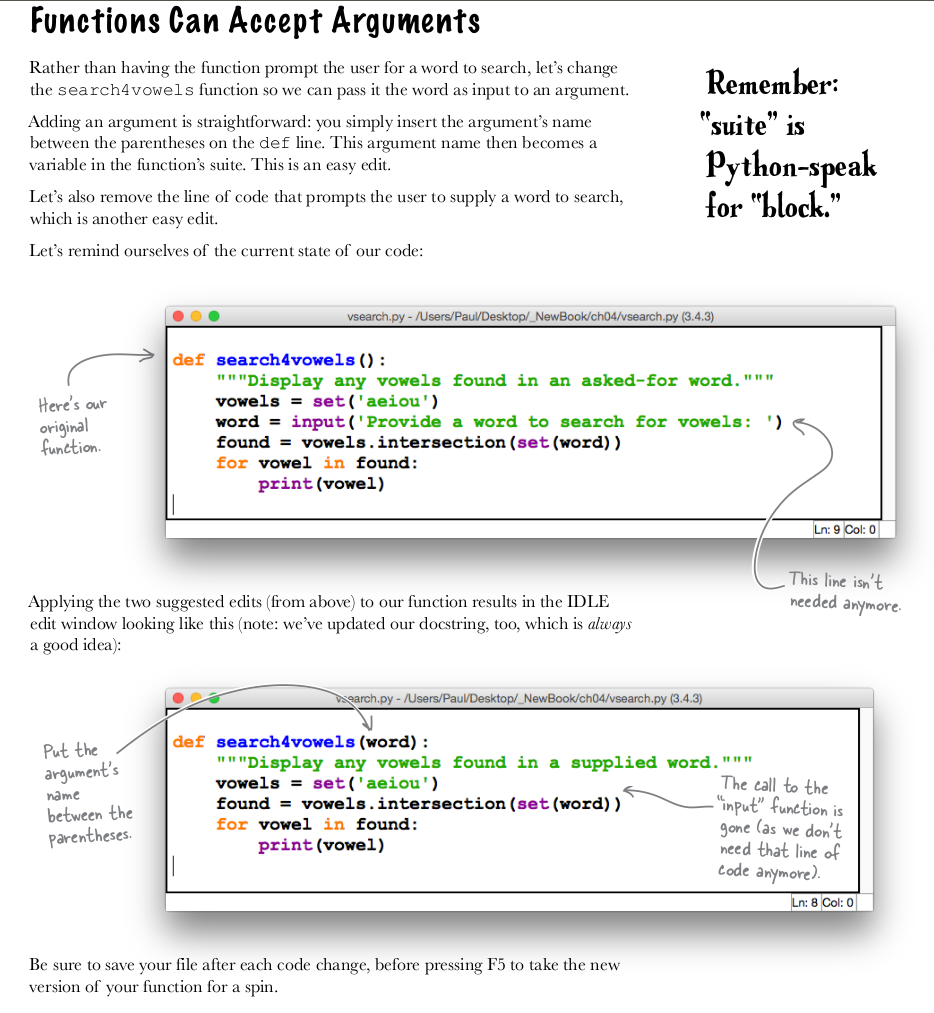 Functions Can Accept Arguments
Rather than having the function prompt the user for a word to search, let's change
the search4vowels function so we can pass it the word as input to an argument.
Adding an argument is straightforward: you simply insert the argument's name
between the parentheses on the def line. This argument name then becomes a
variable in the function's suite. This is an easy edit.
Let's also remove the line of code that prompts the user to supply a word to search,
which is another easy edit.
Let's remind ourselves of the current state of our code:
Remember:
"suite" is
Python-speak
for "block."
vsearch.py - /Users/Paul/Desktop/_NewBook/ch04/vsearch.py (3.4.3)
def search4vowels():
    """Display any vowels found in an asked-for word."""
    vowels = set('aeiou')
    word = input('Provide a word to search for vowels: ')
    found = vowels.intersection(set(word))
    for vowel in found:
        print(vowel)
Ln: 9 Col: 0
Here's our
original
function.
This line isn't
needed anymore.
Applying the two suggested edits (from above) to our function results in the IDLE
edit window looking like this (note: we've updated our docstring, too, which is always
a good idea):
vsearch.py - /Users/Paul/Desktop/_NewBook/ch04/vsearch.py (3.4.3)
def search4vowels(word):
    """Display any vowels found in a supplied word."""
    vowels = set('aeiou')
    found = vowels.intersection(set(word))
    for vowel in found:
        print(vowel)
Ln: 8 Col: 0
Put the
argument's
name
between the
parentheses.
The call to the
"input" function is
gone (as we don't
need that line of
code anymore).
Be sure to save your file after each code change, before pressing F5 to take the new
version of your function for a spin.